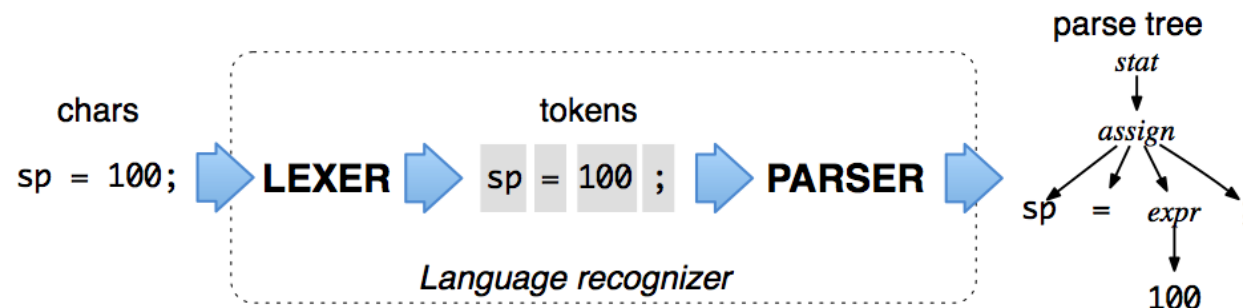 parse tree
stat
chars
tokens
assign
sp = 100;
LEXER
sp = 100 ;
PARSER
sp = expr
Language recognizer
100